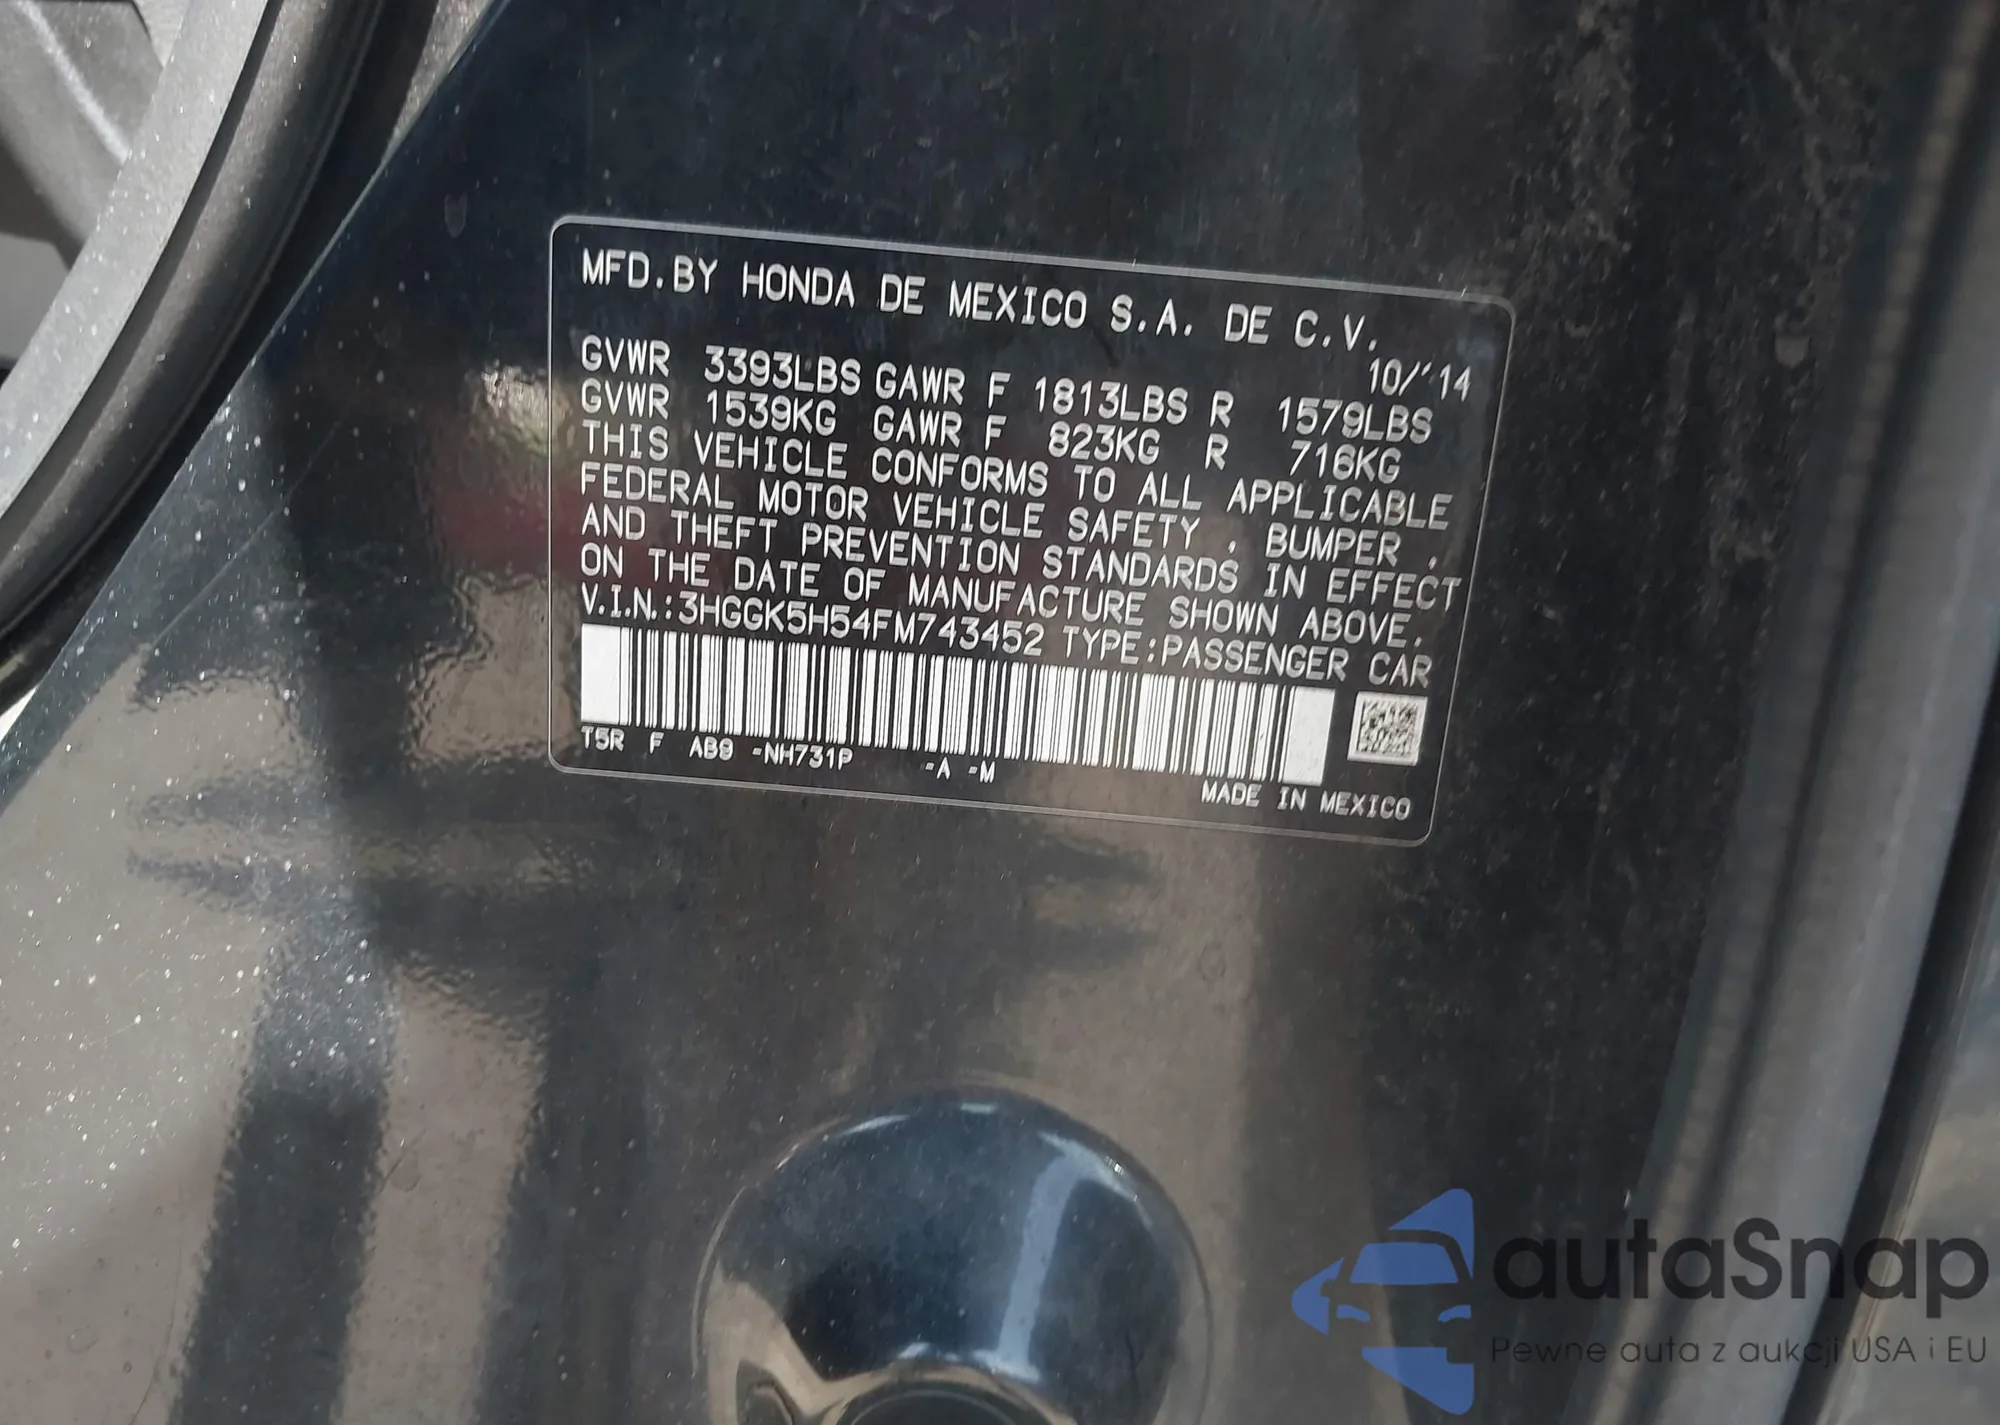 MFD.BY HONDA DE MEXICO S.A. DE C.V.
10/'14
GVWR 3393LBS GAWR F 1813LBS R 1579LBS
GVWR 1539KG GAWR F 823KG R 716KG
THIS VEHICLE CONFORMS TO ALL APPLICABLE
FEDERAL MOTOR VEHICLE SAFETY , BUMPER ,
AND THEFT PREVENTION STANDARDS IN EFFECT
ON THE DATE OF MANUFACTURE SHOWN ABOVE.
V.I.N.:3HGGK5H54FM743452 TYPE:PASSENGER CAR
T5R F AB9 -NH731P -A -M
MADE IN MEXICO
autaSnap
Pewne auta z aukcji USA i EU